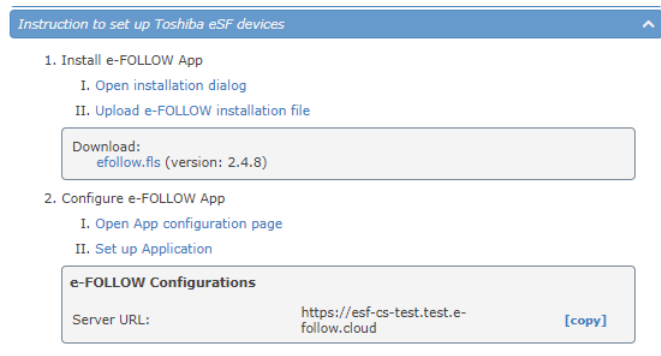 Instruction to set up Toshiba eSF devices
1. Install e-FOLLOW App
I. Open installation dialog
II. Upload e-FOLLOW installation file
Download:
efollow.fls (version: 2.4.8)
2. Configure e-FOLLOW App
I. Open App configuration page
II. Set up Application
e-FOLLOW Configurations
Server URL: https://esf-cs-test.test.e- [copy]
follow.cloud